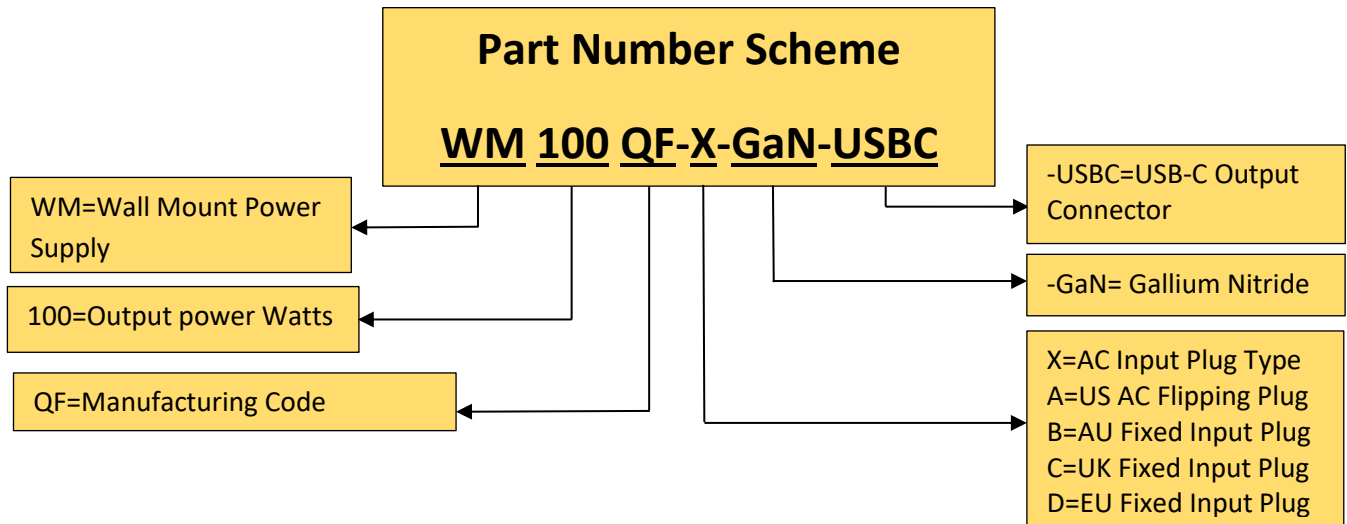 Part Number Scheme
WM 100 QF-X-GaN-USBC
WM=Wall Mount Power
Supply
100=Output power Watts
QF=Manufacturing Code
-USBC=USB-C Output
Connector
-GaN= Gallium Nitride
X=AC Input Plug Type
A=US AC Flipping Plug
B=AU Fixed Input Plug
C=UK Fixed Input Plug
D=EU Fixed Input Plug